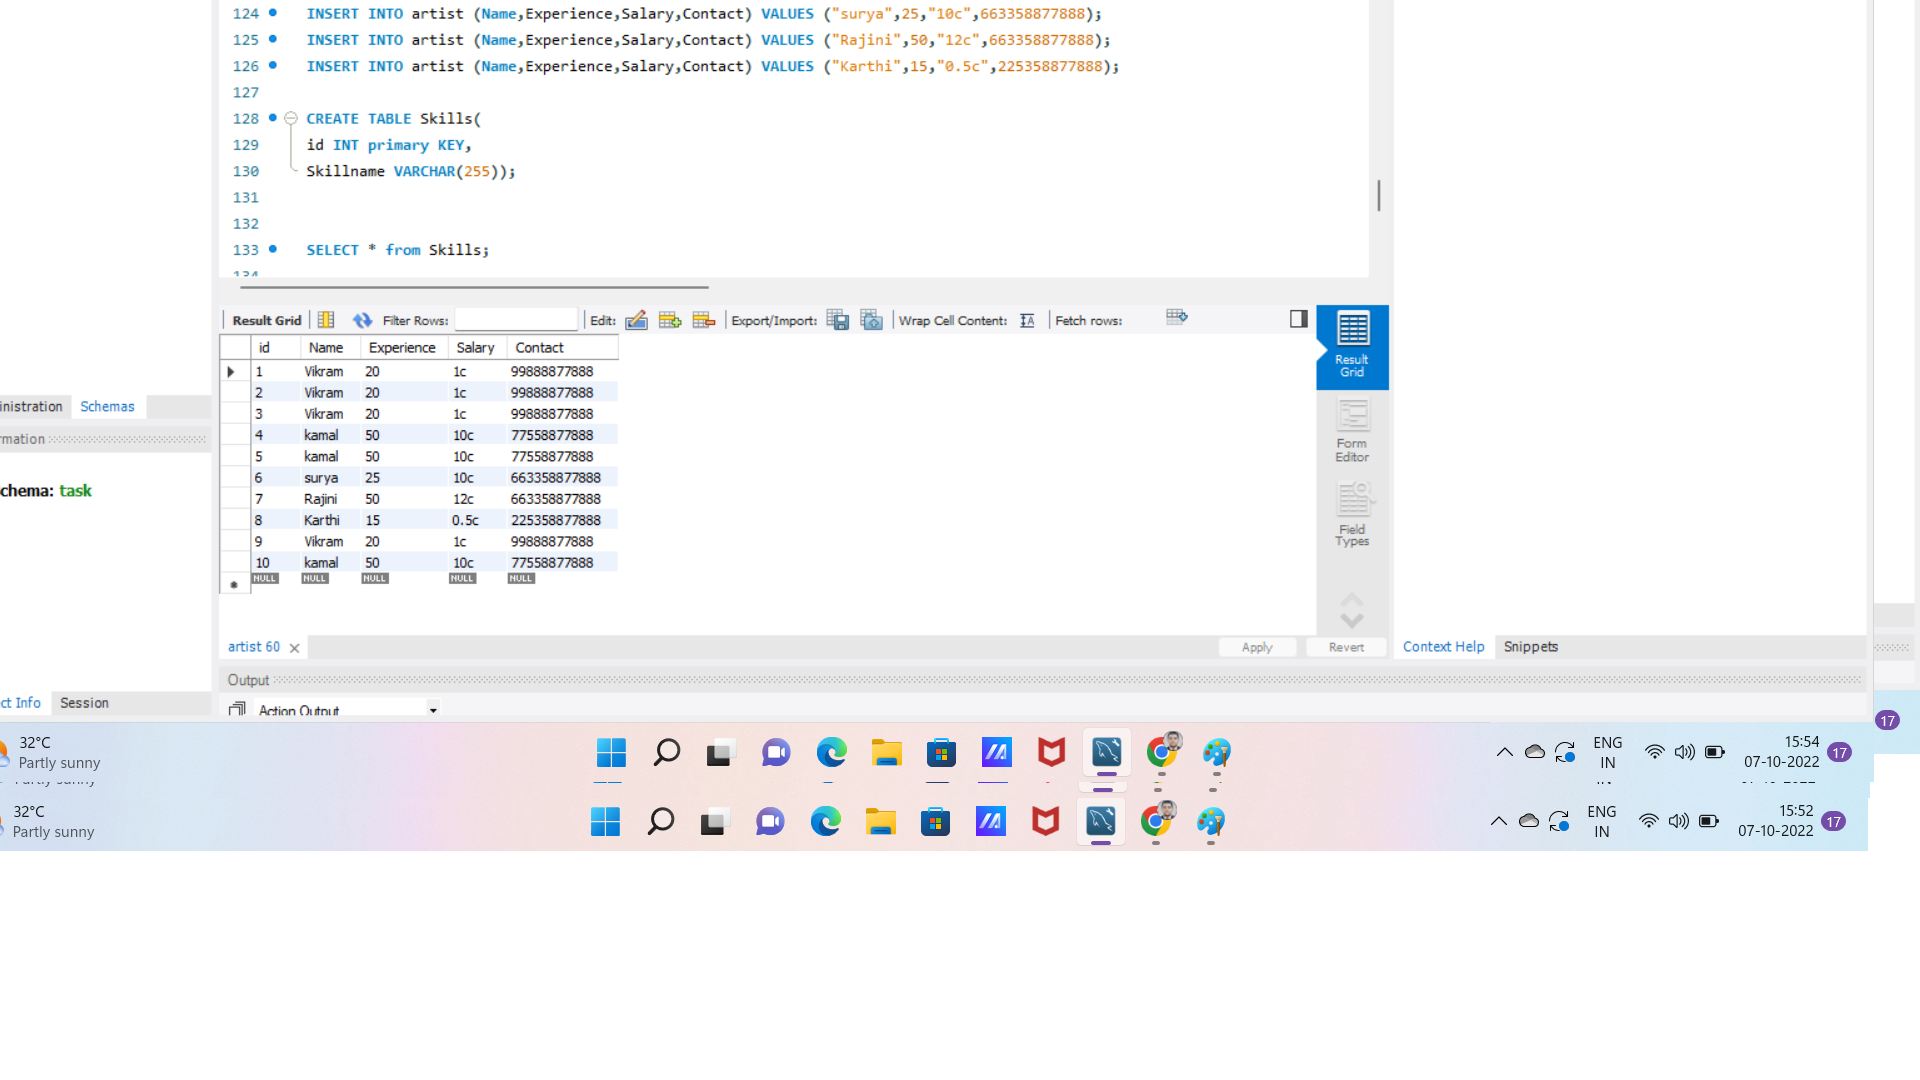 124 INSERT INTO artist (Name,Experience,Salary,Contact) VALUES ("surya",25,"10c",663358877888);
125 INSERT INTO artist (Name,Experience,Salary,Contact) VALUES ("Rajini",50,"12c",663358877888);
126 INSERT INTO artist (Name,Experience,Salary,Contact) VALUES ("Karthi",15,"0.5c",225358877888);
127
128 CREATE TABLE Skills(
129 id INT primary KEY,
130 Skillname VARCHAR(255));
131
132
133 SELECT * from Skills;
134
Result Grid Filter Rows: Edit: Export/Import: Wrap Cell Content: Fetch rows:
id Name Experience Salary Contact
1 Vikram 20 1c 99888877888
2 Vikram 20 1c 99888877888
3 Vikram 20 1c 99888877888
4 kamal 50 10c 77558877888
5 kamal 50 10c 77558877888
6 surya 25 10c 663358877888
7 Rajini 50 12c 663358877888
8 Karthi 15 0.5c 225358877888
9 Vikram 20 1c 99888877888
10 kamal 50 10c 77558877888
NULL NULL NULL NULL NULL
Result
Grid
Form
Editor
Field
Types
inistration Schemas
rmation
chema: task
artist 60 Apply Revert Context Help Snippets
Output
ct Info Session
Action Output
17
32°C
Partly sunny
ENG
IN
15:54
07-10-2022
17
Partly sunny
IN
07-10-2022
32°C
Partly sunny
ENG
IN
15:52
07-10-2022
17